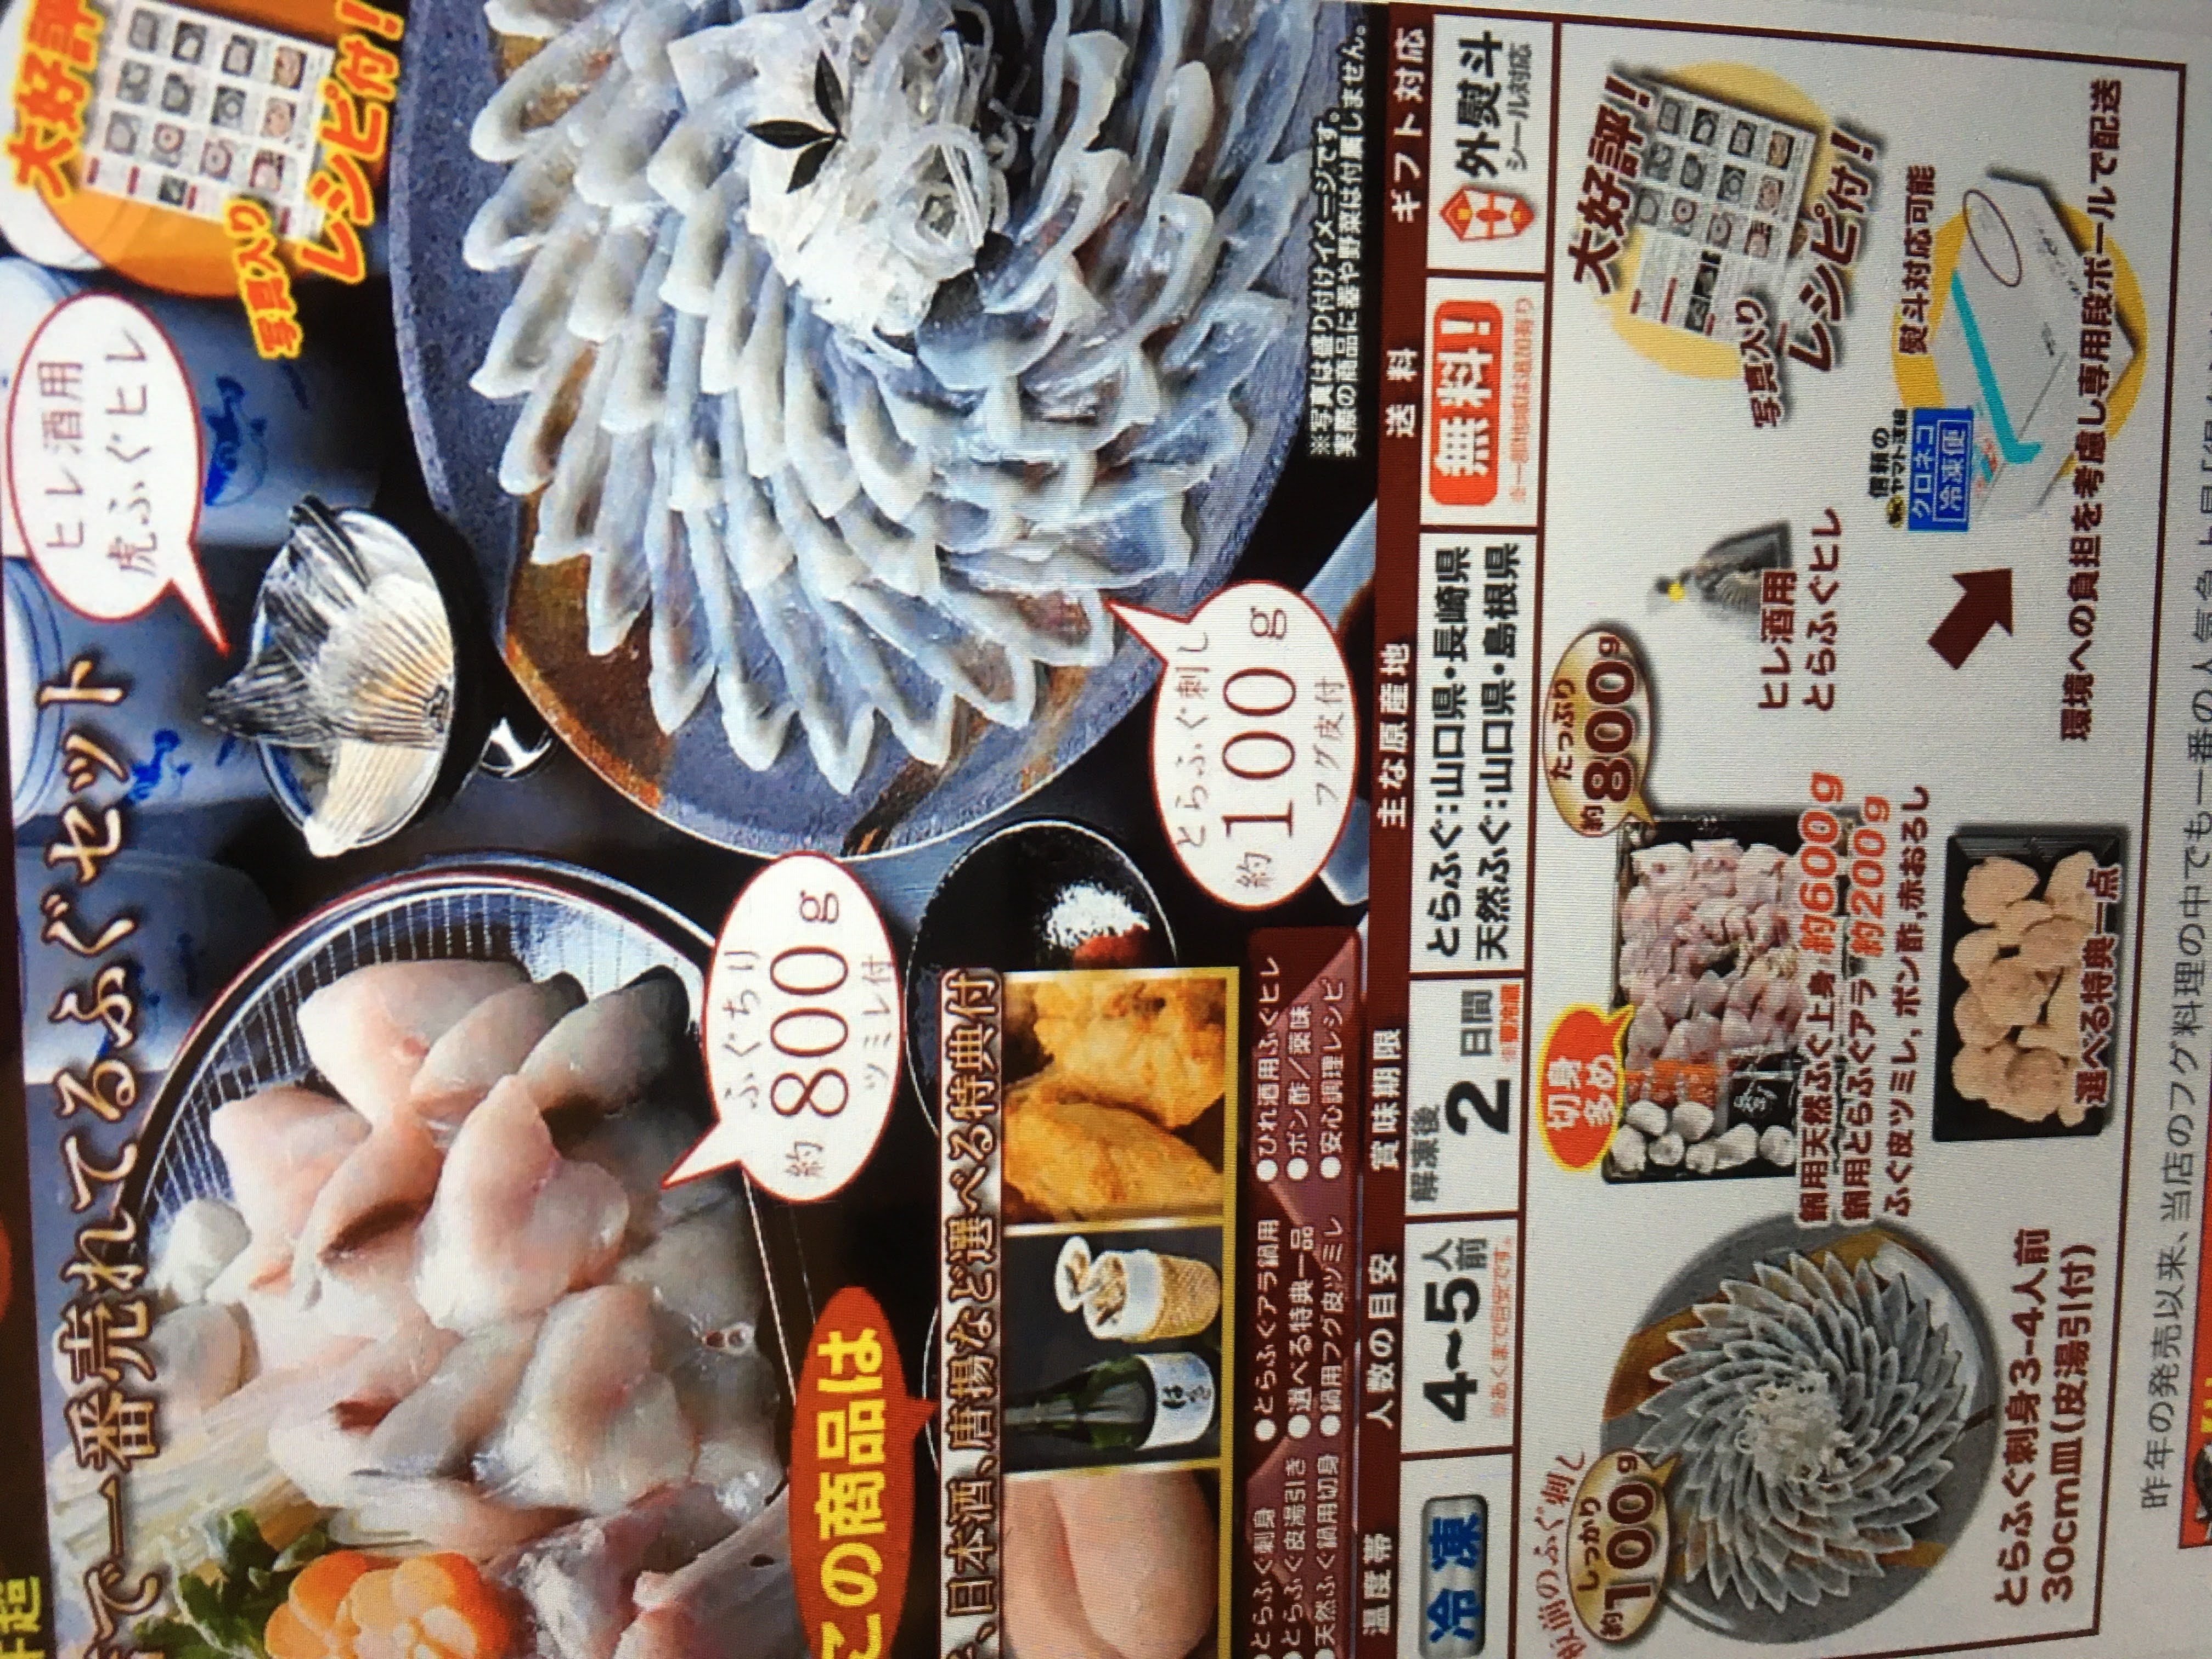 件超
店で一番売れてるふぐセット
ヒレ酒用
虎ふぐヒレ
大好評
写真入り
レシピ付!
ふぐちり
約800g
ツミレ付
この商品は
、日本酒、唐揚など選べる特典付
とらふぐ刺し
約100g
フグ皮付
●とらふぐ刺身 ●とらふぐアラ鍋用 ●ひれ酒用ふぐヒレ
●とらふぐ皮湯引き ●選べる特典一品 ●ポン酢/薬味
●天然ふぐ鍋用切身 ●鍋用フグ皮ツミレ ●安心調理レシピ
※写真は盛り付けイメージです。
実際の商品に器や野菜は付属しません。
温度帯 人数の目安 賞味期限 主な原産地 送料 ギフト対応
冷凍
4~5人前
※あくまで目安です。
解凍後
2日間
※要冷蔵
とらふぐ:山口県・長崎県
天然ふぐ:山口県・島根県
無料!
※一部地域は追加有り
外熨斗
シール対応
板前のふぐ刺し
しっかり
約100g
切身
多め
たっぷり
約800g
大好評!
写真入り
レシピ付!
ヒレ酒用
とらふぐヒレ
鍋用天然ふぐ上身 約600g
鍋用とらふぐアラ 約200g
ふぐ皮ツミレ,ポン酢,赤おろし
とらふぐ刺身3-4人前
30cm皿(皮湯引付)
選べる特典一点
信頼の
ヤマト運輸
クロネコ
冷凍便
熨斗対応可能
環境への負担を考慮し専用段ボールで配送
昨年の発売以来、当店のフグ料理の中でも一番の人気急上昇